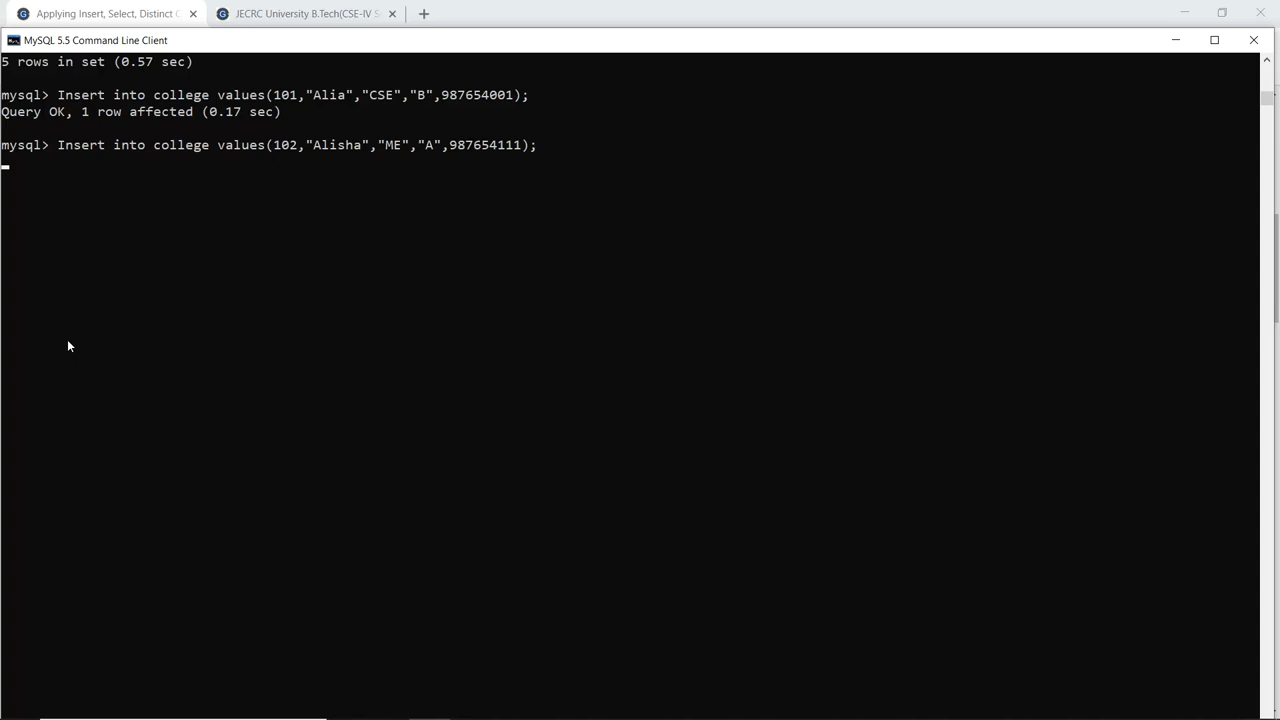 Applying Insert, Select, Distinct
JECRC University B.Tech(CSE-IV S
MySQL 5.5 Command Line Client
5 rows in set (0.57 sec)
mysql> Insert into college values(101,"Alia","CSE","B",987654001);
Query OK, 1 row affected (0.17 sec)
mysql> Insert into college values(102,"Alisha","ME","A",987654111);